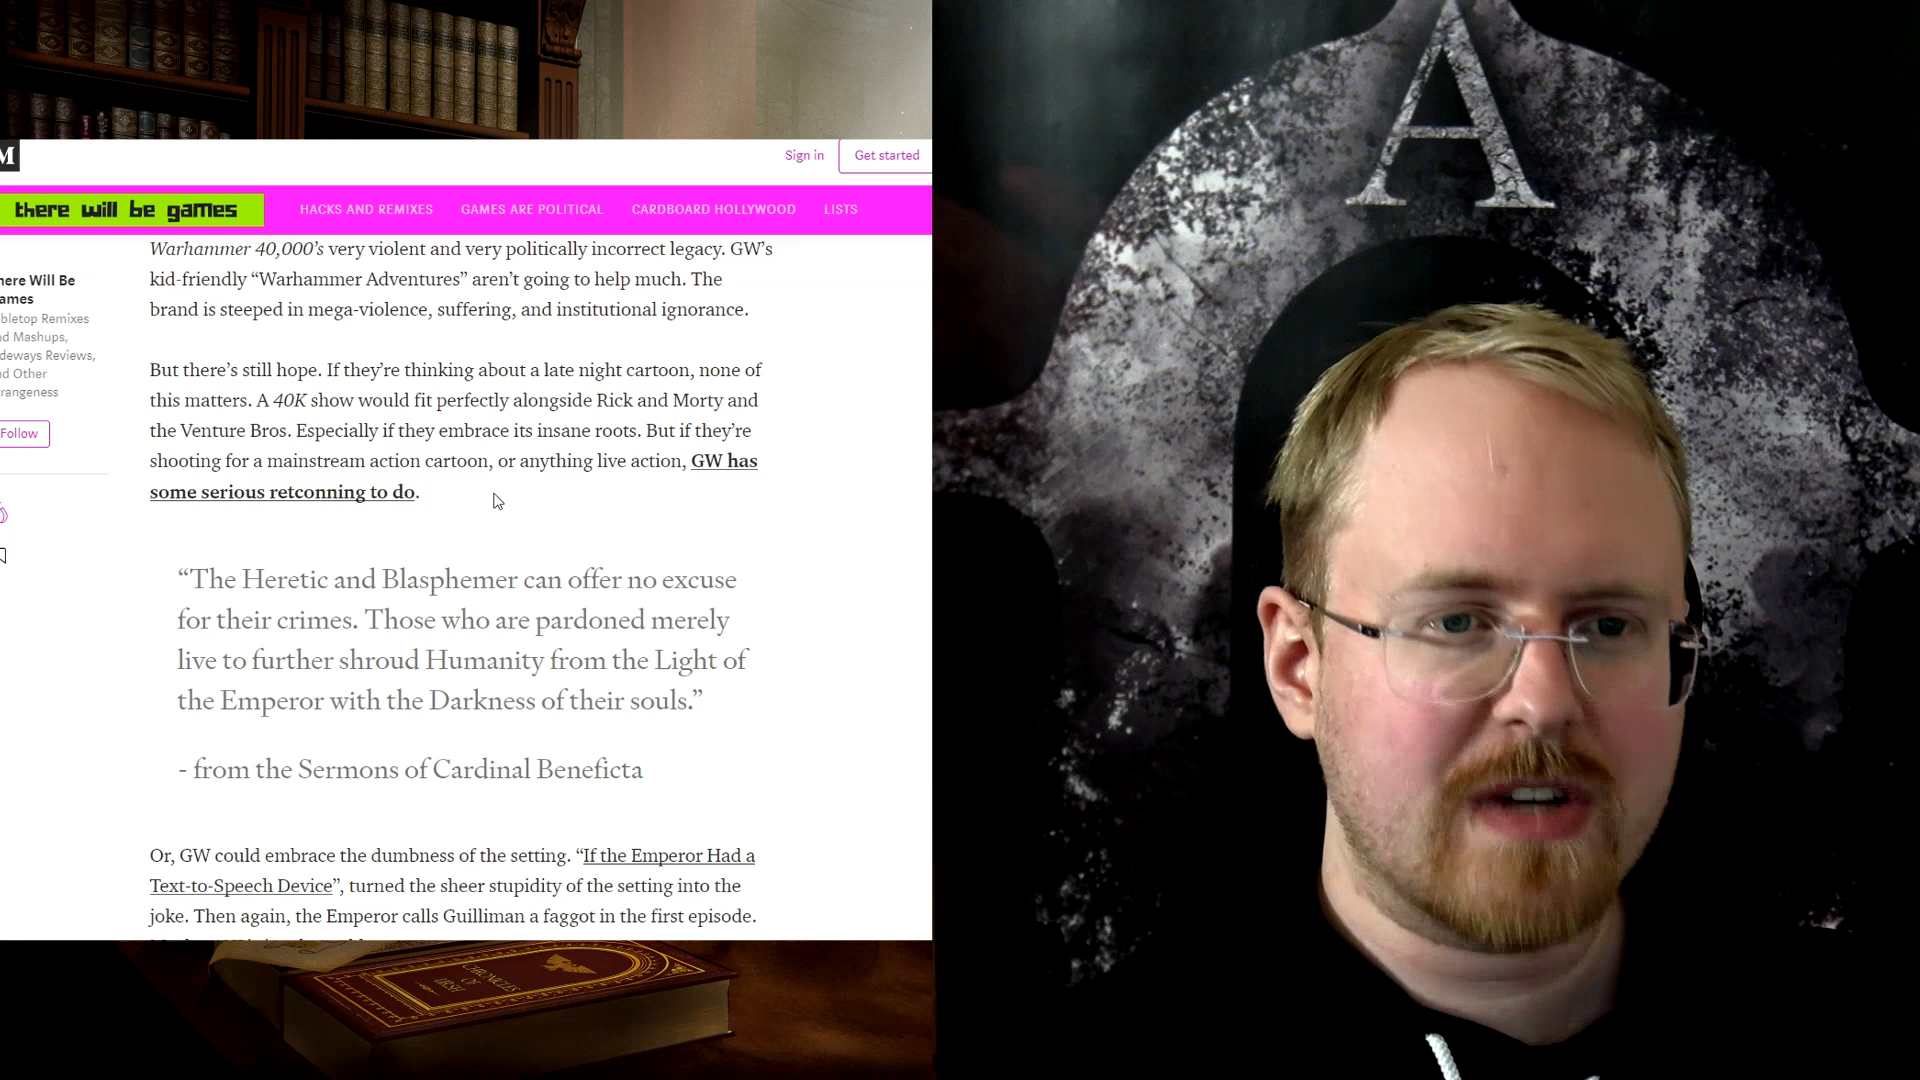 A
M
Sign in
Get started
there will be games
HACKS AND REMIXES
GAMES ARE POLITICAL
CARDBOARD HOLLYWOOD
LISTS
here Will Be
ames
bletop Remixes
nd Mashups,
deways Reviews,
nd Other
rangeness
Follow
Warhammer 40,000’s very violent and very politically incorrect legacy. GW’s
kid-friendly “Warhammer Adventures” aren’t going to help much. The
brand is steeped in mega-violence, suffering, and institutional ignorance.
But there’s still hope. If they’re thinking about a late night cartoon, none of
this matters. A 40K show would fit perfectly alongside Rick and Morty and
the Venture Bros. Especially if they embrace its insane roots. But if they’re
shooting for a mainstream action cartoon, or anything live action, GW has
some serious retconning to do.
“The Heretic and Blasphemer can offer no excuse
for their crimes. Those who are pardoned merely
live to further shroud Humanity from the Light of
the Emperor with the Darkness of their souls.”
- from the Sermons of Cardinal Beneficta
Or, GW could embrace the dumbness of the setting. “If the Emperor Had a
Text-to-Speech Device”, turned the sheer stupidity of the setting into the
joke. Then again, the Emperor calls Guilliman a faggot in the first episode.
CHRONICLES
OF